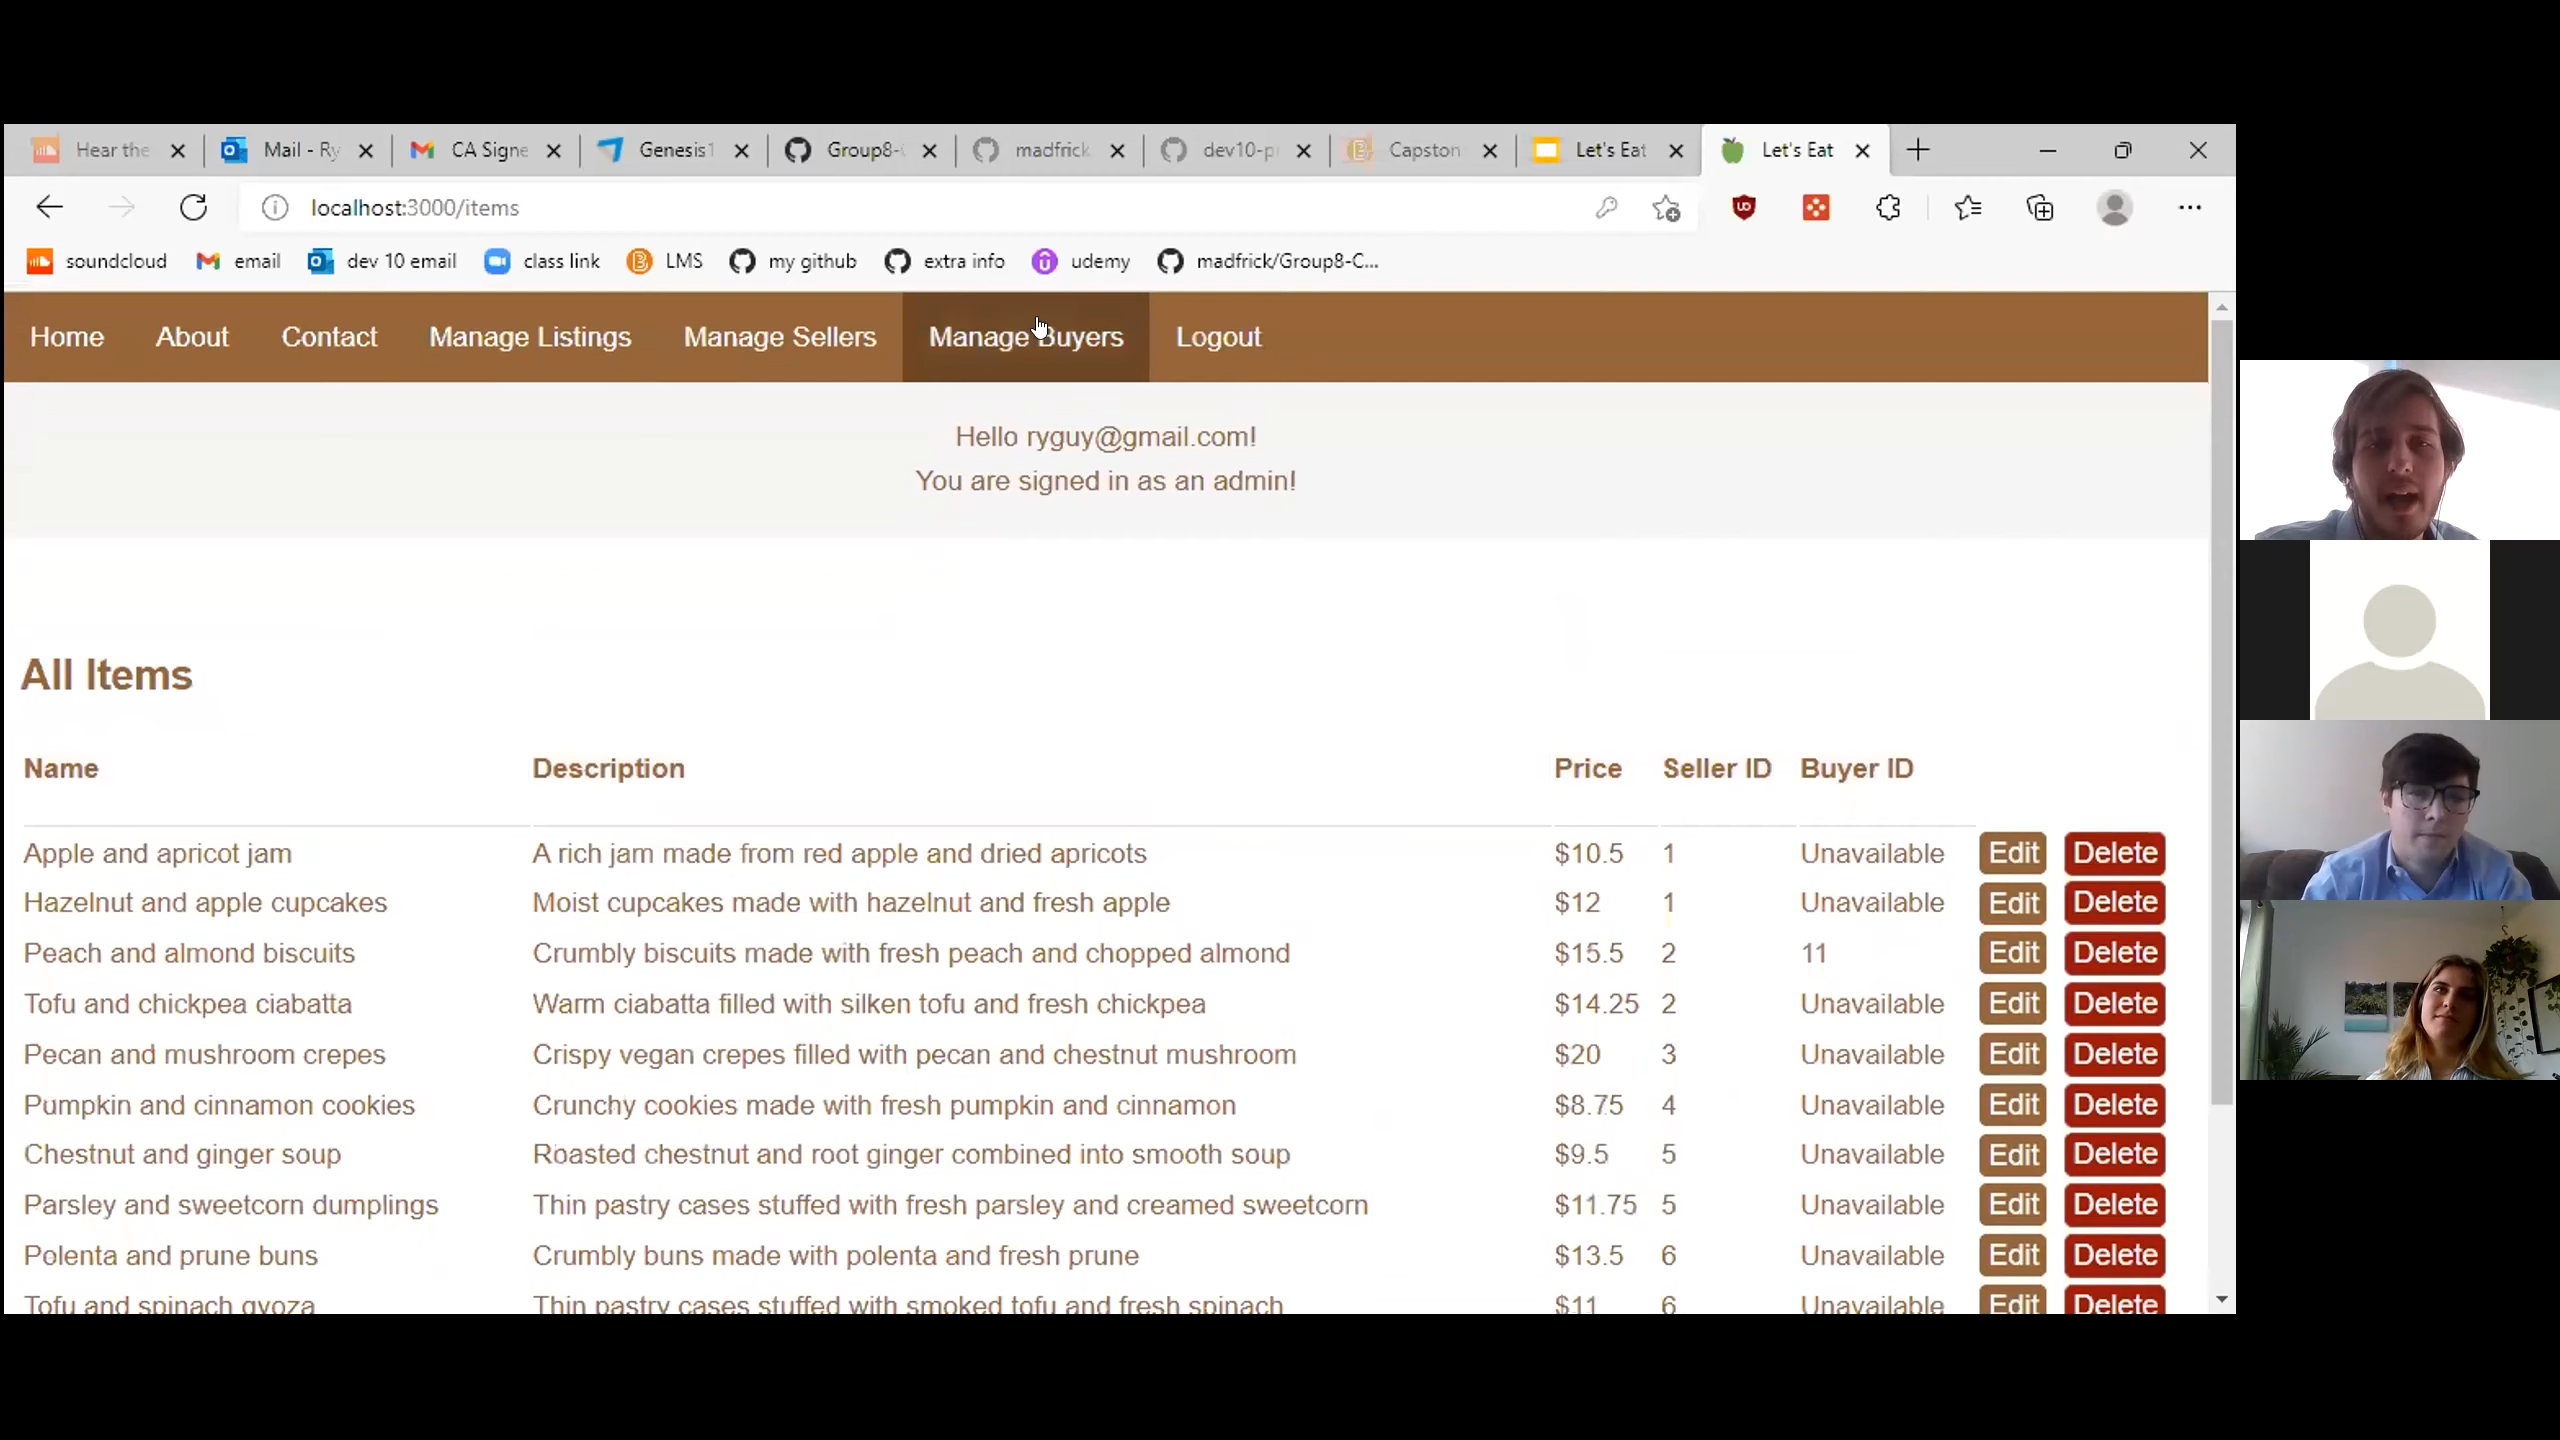 Hear the
Mail - Ry
CA Signe
Genesis1
Group8-
madfrick
dev10-p
Capston
Let's Eat
Let's Eat
localhost:3000/items
soundcloud
email
dev 10 email
class link
LMS
my github
extra info
udemy
madfrick/Group8-C...
Home About Contact Manage Listings Manage Sellers Manage Buyers Logout
Hello ryguy@gmail.com!
You are signed in as an admin!
All Items
Name Description Price Seller ID Buyer ID
Apple and apricot jam A rich jam made from red apple and dried apricots $10.5 1 Unavailable Edit Delete
Hazelnut and apple cupcakes Moist cupcakes made with hazelnut and fresh apple $12 1 Unavailable Edit Delete
Peach and almond biscuits Crumbly biscuits made with fresh peach and chopped almond $15.5 2 11 Edit Delete
Tofu and chickpea ciabatta Warm ciabatta filled with silken tofu and fresh chickpea $14.25 2 Unavailable Edit Delete
Pecan and mushroom crepes Crispy vegan crepes filled with pecan and chestnut mushroom $20 3 Unavailable Edit Delete
Pumpkin and cinnamon cookies Crunchy cookies made with fresh pumpkin and cinnamon $8.75 4 Unavailable Edit Delete
Chestnut and ginger soup Roasted chestnut and root ginger combined into smooth soup $9.5 5 Unavailable Edit Delete
Parsley and sweetcorn dumplings Thin pastry cases stuffed with fresh parsley and creamed sweetcorn $11.75 5 Unavailable Edit Delete
Polenta and prune buns Crumbly buns made with polenta and fresh prune $13.5 6 Unavailable Edit Delete
Tofu and spinach gyoza Thin pastry cases stuffed with smoked tofu and fresh spinach $11 6 Unavailable Edit Delete